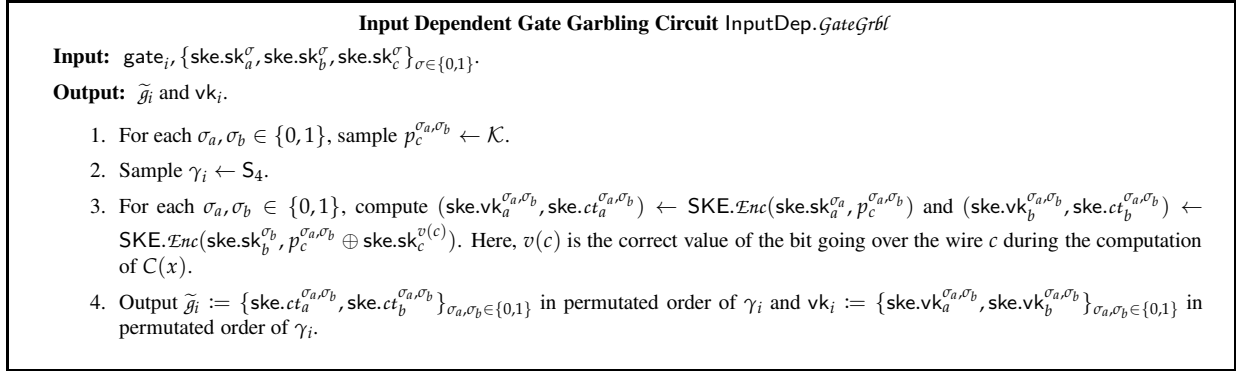 Input Dependent Gate Garbling Circuit InputDep.GateGrbl
Input: gate_i, {ske.sk_a^σ, ske.sk_b^σ, ske.sk_c^σ}_{σ∈{0,1}}.
Output: g̃_i and vk_i.
1. For each σ_a, σ_b ∈ {0,1}, sample p_c^{σ_a,σ_b} ← 𝒦.
2. Sample γ_i ← S_4.
3. For each σ_a, σ_b ∈ {0,1}, compute (ske.vk_a^{σ_a,σ_b}, ske.ct_a^{σ_a,σ_b}) ← SKE.Enc(ske.sk_a^{σ_a}, p_c^{σ_a,σ_b}) and (ske.vk_b^{σ_a,σ_b}, ske.ct_b^{σ_a,σ_b}) ←
SKE.Enc(ske.sk_b^{σ_b}, p_c^{σ_a,σ_b} ⊕ ske.sk_c^{v(c)}). Here, v(c) is the correct value of the bit going over the wire c during the computation
of C(x).
4. Output g̃_i := {ske.ct_a^{σ_a,σ_b}, ske.ct_b^{σ_a,σ_b}}_{σ_a,σ_b∈{0,1}} in permutated order of γ_i and vk_i := {ske.vk_a^{σ_a,σ_b}, ske.vk_b^{σ_a,σ_b}}_{σ_a,σ_b∈{0,1}} in
permutated order of γ_i.